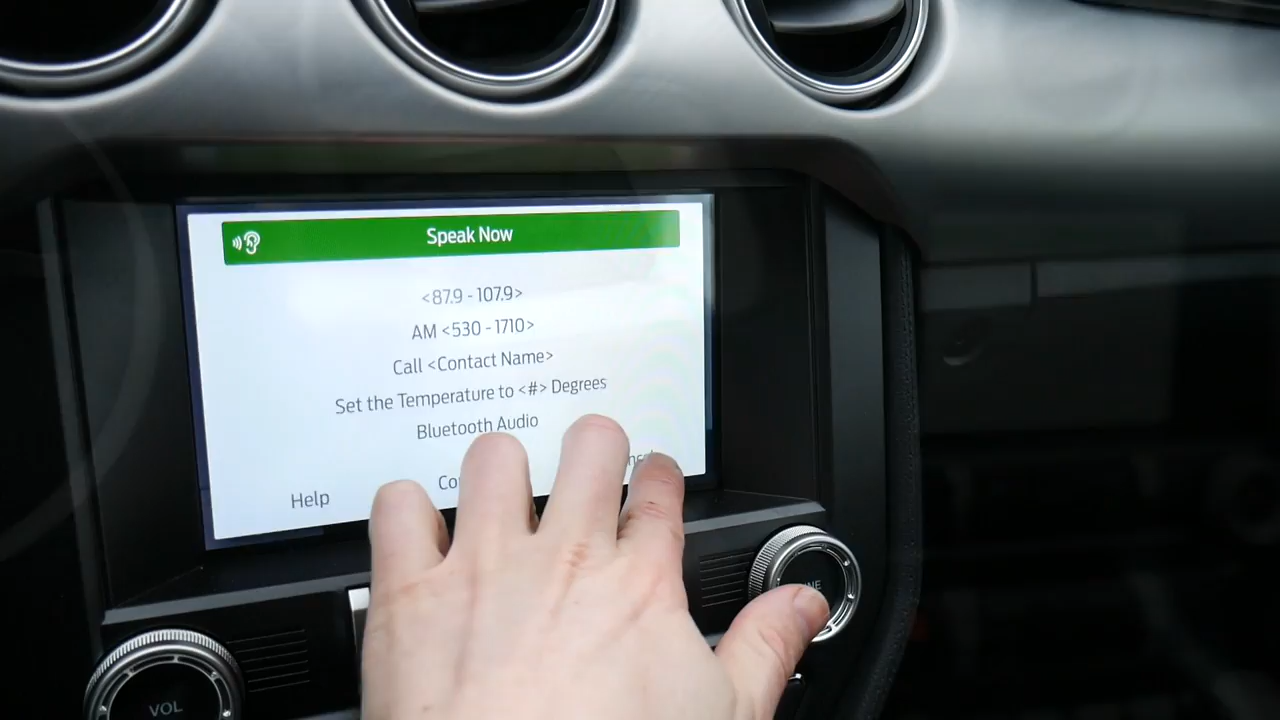 Speak Now
<87.9 - 107.9>
AM <530 - 1710>
Call <Contact Name>
Set the Temperature to <#> Degrees
Bluetooth Audio
Help
VOL